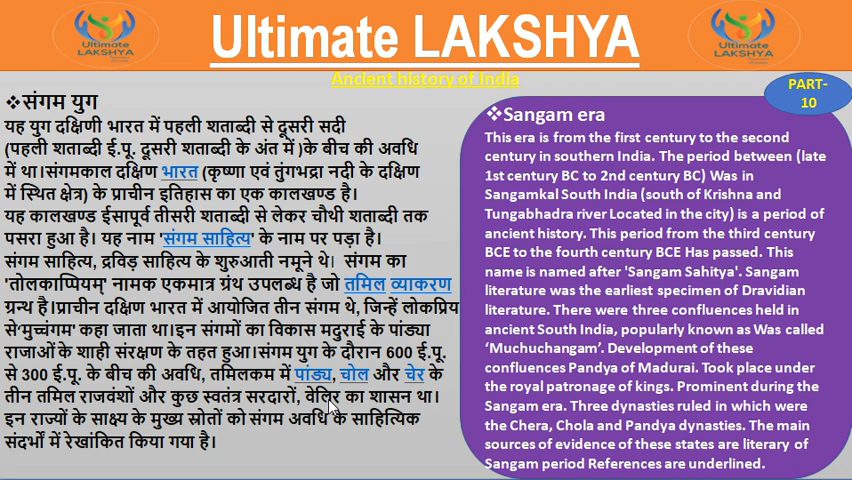 Ultimate LAKSHYA
Ultimate
LAKSHYA
Ultimate
LAKSHYA
Ancient history of India
PART-
10
❖संगम युग
यह युग दक्षिणी भारत में पहली शताब्दी से दूसरी सदी
(पहली शताब्दी ई.पू. दूसरी शताब्दी के अंत में )के बीच की अवधि
में था।संगमकाल दक्षिण भारत (कृष्णा एवं तुंगभद्रा नदी के दक्षिण
में स्थित क्षेत्र) के प्राचीन इतिहास का एक कालखण्ड है।
यह कालखण्ड ईसापूर्व तीसरी शताब्दी से लेकर चौथी शताब्दी तक
पसरा हुआ है। यह नाम 'संगम साहित्य' के नाम पर पड़ा है।
संगम साहित्य, द्रविड़ साहित्य के शुरुआती नमूने थे।  संगम का
'तोलकाप्पियम्' नामक एकमात्र ग्रंथ उपलब्ध है जो तमिल व्याकरण
ग्रन्थ है।प्राचीन दक्षिण भारत में आयोजित तीन संगम थे, जिन्हें लोकप्रिय
से'मुच्चंगम' कहा जाता था।इन संगमों का विकास मदुराई के पांड्या
राजाओं के शाही संरक्षण के तहत हुआ।संगम युग के दौरान 600 ई.पू.
से 300 ई.पू. के बीच की अवधि, तमिलकम में पांड्य, चोल और चेर के
तीन तमिल राजवंशों और कुछ स्वतंत्र सरदारों, वेलिर का शासन था।
इन राज्यों के साक्ष्य के मुख्य स्रोतों को संगम अवधि के साहित्यिक
संदर्भों में रेखांकित किया गया है।
❖Sangam era
This era is from the first century to the second
century in southern India. The period between (late
1st century BC to 2nd century BC) Was in
Sangamkal South India (south of Krishna and
Tungabhadra river Located in the city) is a period of
ancient history. This period from the third century
BCE to the fourth century BCE Has passed. This
name is named after 'Sangam Sahitya'. Sangam
literature was the earliest specimen of Dravidian
literature. There were three confluences held in
ancient South India, popularly known as Was called
‘Muchuchangam’. Development of these
confluences Pandya of Madurai. Took place under
the royal patronage of kings. Prominent during the
Sangam era. Three dynasties ruled in which were
the Chera, Chola and Pandya dynasties. The main
sources of evidence of these states are literary of
Sangam period References are underlined.